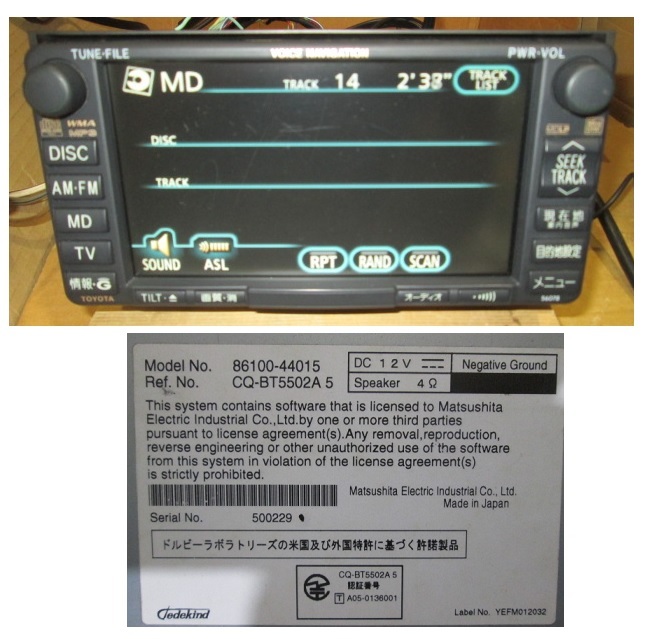 TUNE·FILE
VOICE NAVIGATION
PWR·VOL
MD TRACK 14 2'38" TRACK LIST
WMA
MP3
DISC
DISC
SEEK TRACK
AM·FM
TRACK
MD
現在地
TV
目的地設定
SOUND ASL RPT RAND SCAN
情報·G
メニュー
TOYOTA
TILT·⏏
画質·消
オーディオ
Model No. 86100-44015
Ref. No. CQ-BT5502A 5
DC 12V Negative Ground
Speaker 4Ω
This system contains software that is licensed to Matsushita
Electric Industrial Co.,Ltd.by one or more third parties
pursuant to license agreement(s).Any removal,reproduction,
reverse engineering or other unauthorized use of the software
from this system in violation of the license agreement(s)
is strictly prohibited.
Matsushita Electric Industrial Co., Ltd.
Made in Japan
Serial No. 500229
ドルビーラボラトリーズの米国及び外国特許に基づく許諾製品
CQ-BT5502A 5
認証番号
T A05-0136001
Jedekind
Label No. YEFM012032